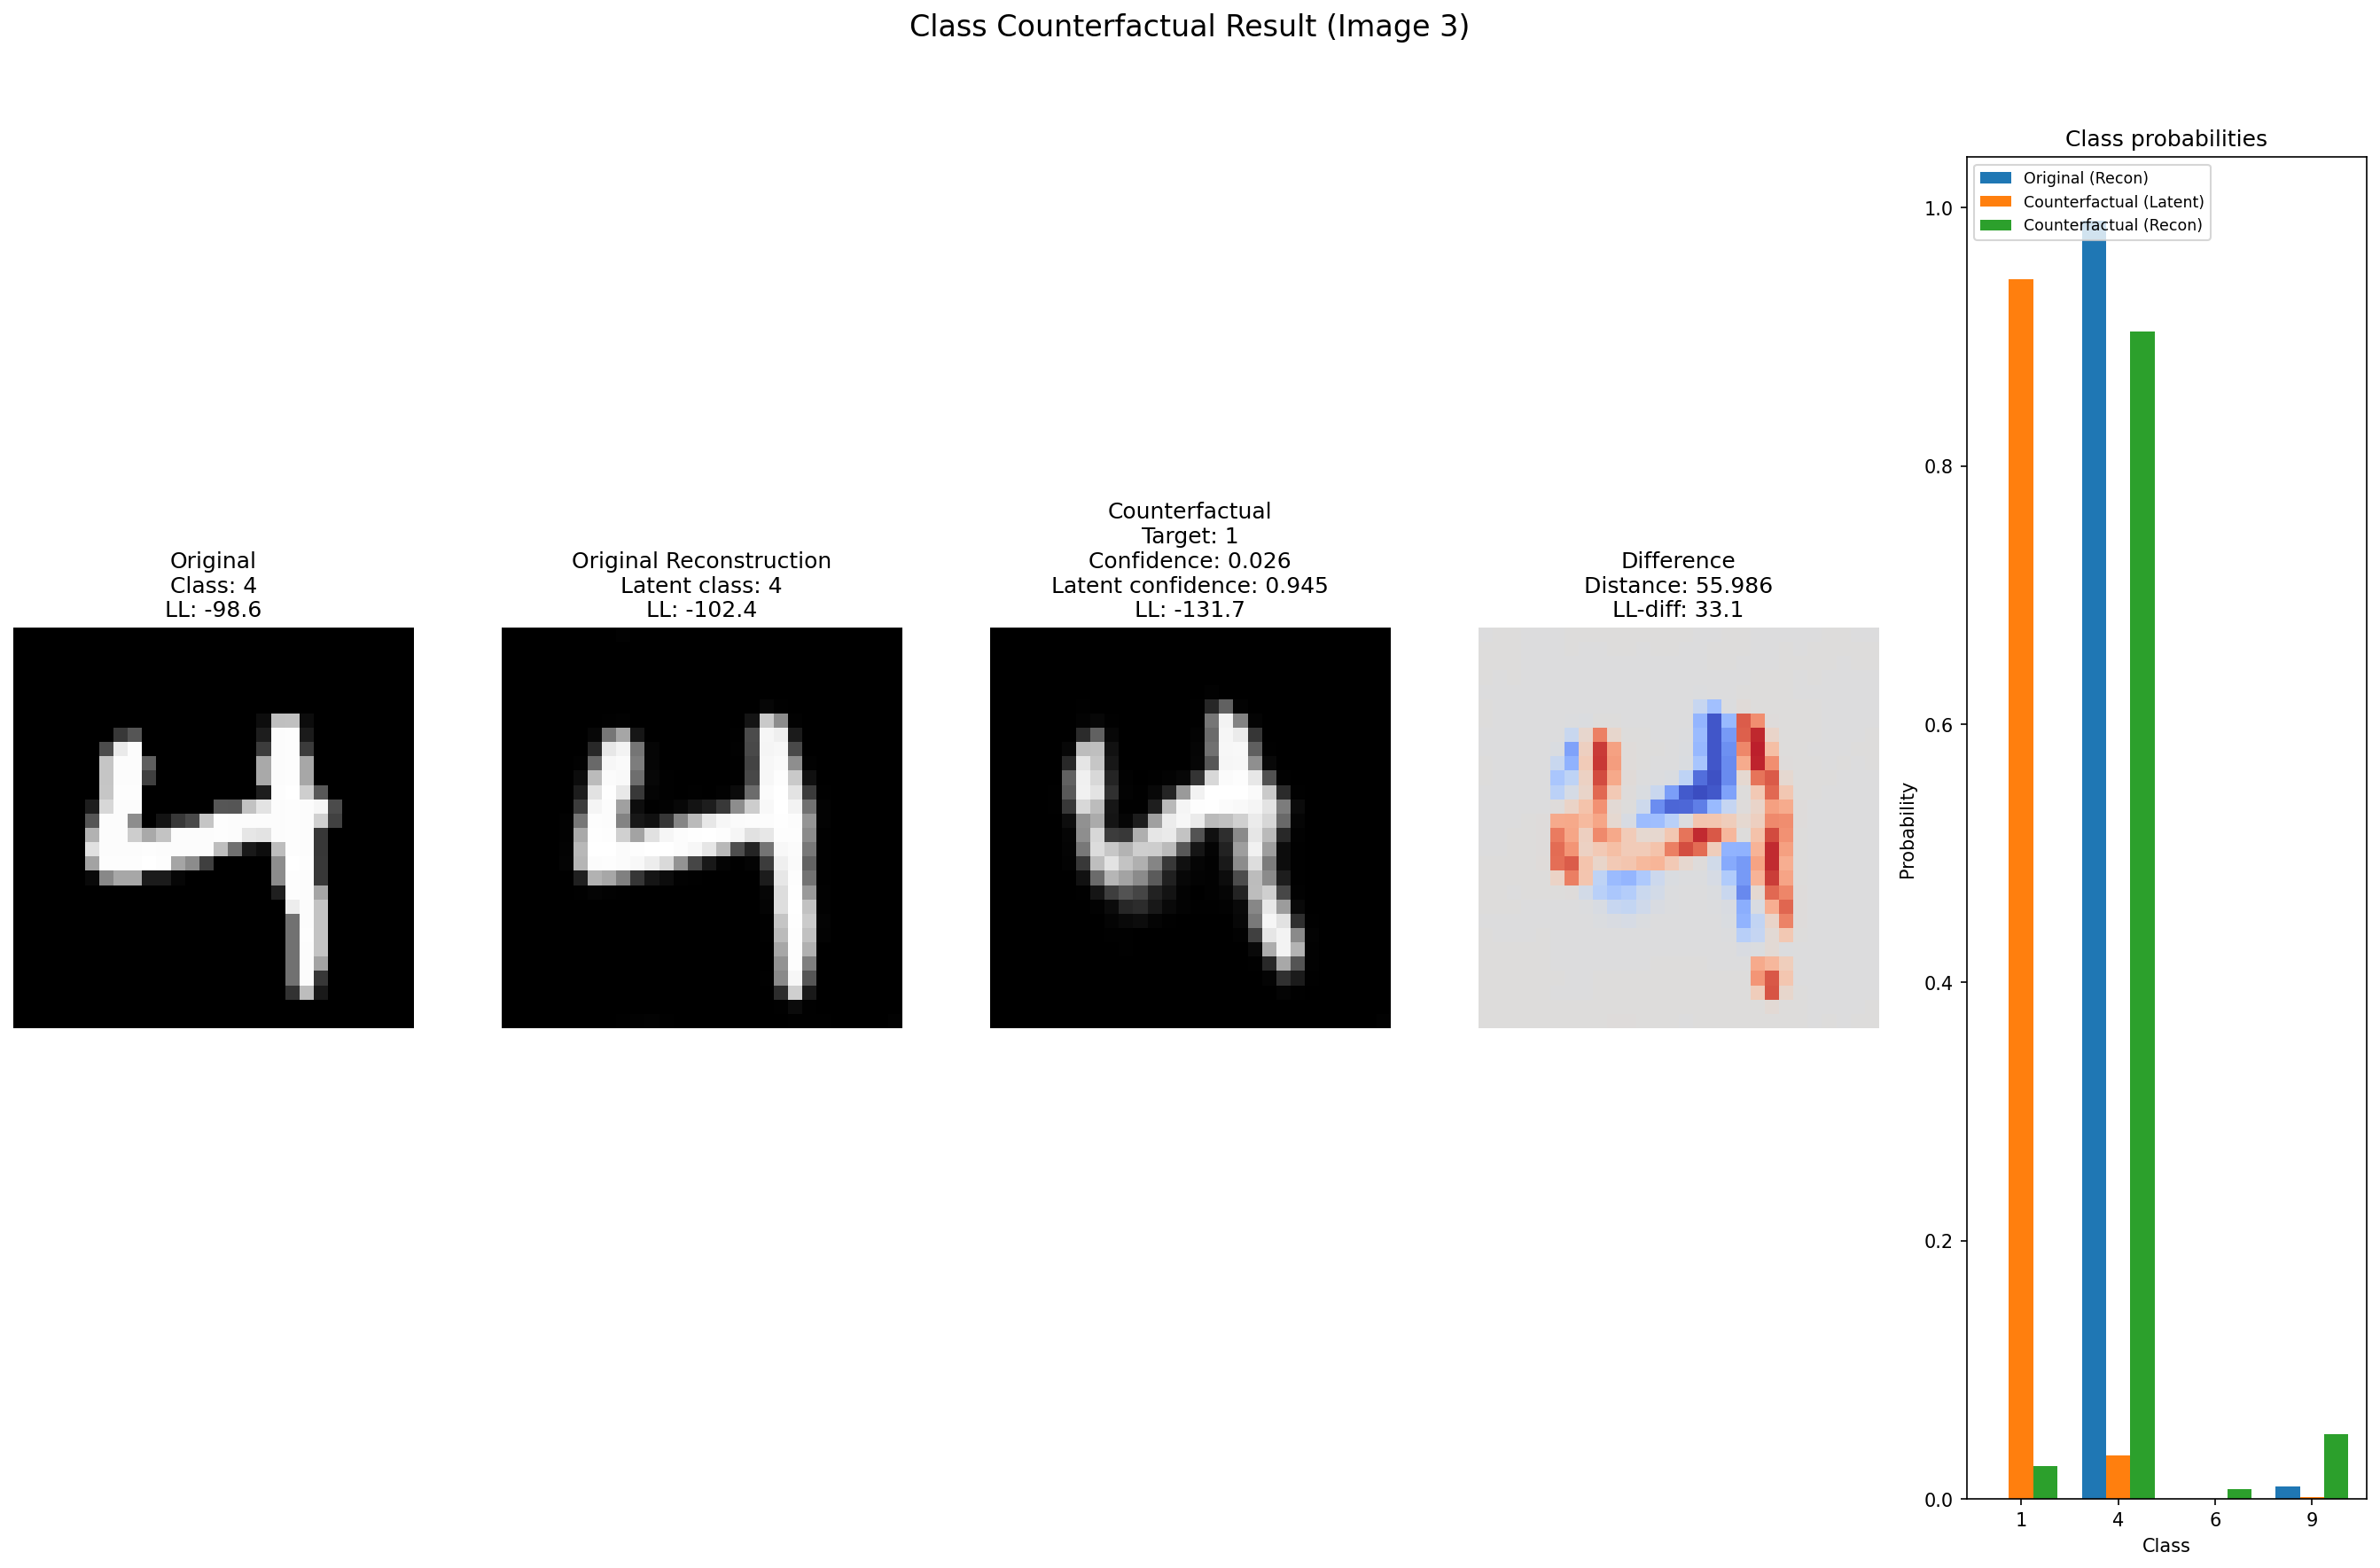 Class Counterfactual Result (Image 3)
Original
Class: 4
LL: -98.6
Original Reconstruction
Latent class: 4
LL: -102.4
Counterfactual
Target: 1
Confidence: 0.026
Latent confidence: 0.945
LL: -131.7
Difference
Distance: 55.986
LL-diff: 33.1
4
4
4
Class probabilities
Original (Recon)
Counterfactual (Latent)
Counterfactual (Recon)
Probability
1.0
0.8
0.6
0.4
0.2
0.0
1 4 6 9
Class